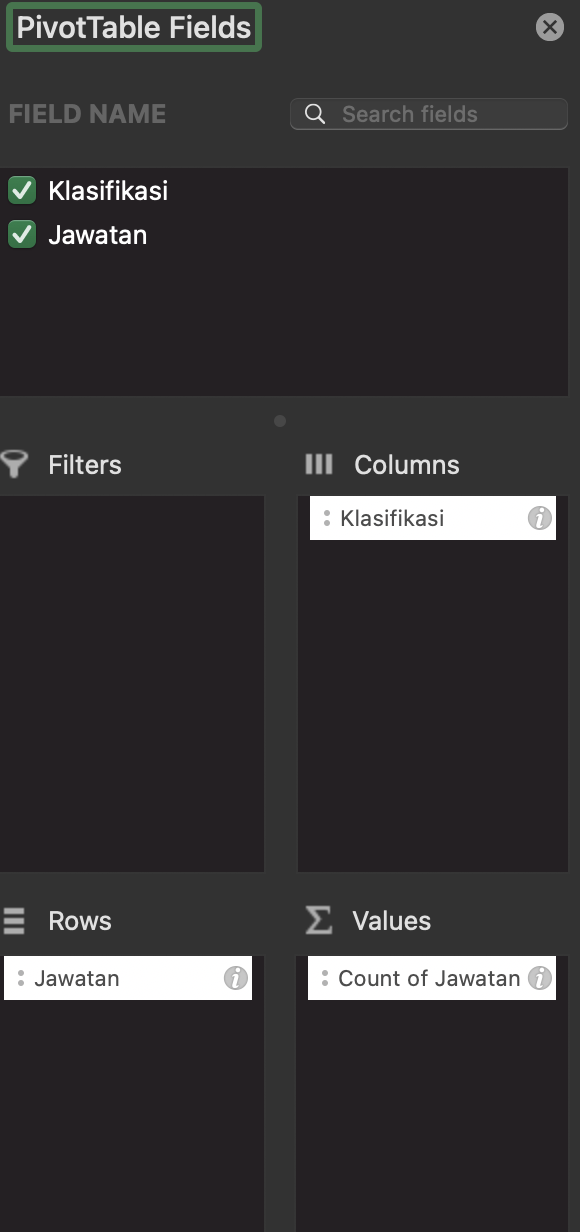 PivotTable Fields
FIELD NAME
Search fields
Klasifikasi
Jawatan
Filters
Columns
Klasifikasi
Rows
Values
Jawatan
Count of Jawatan